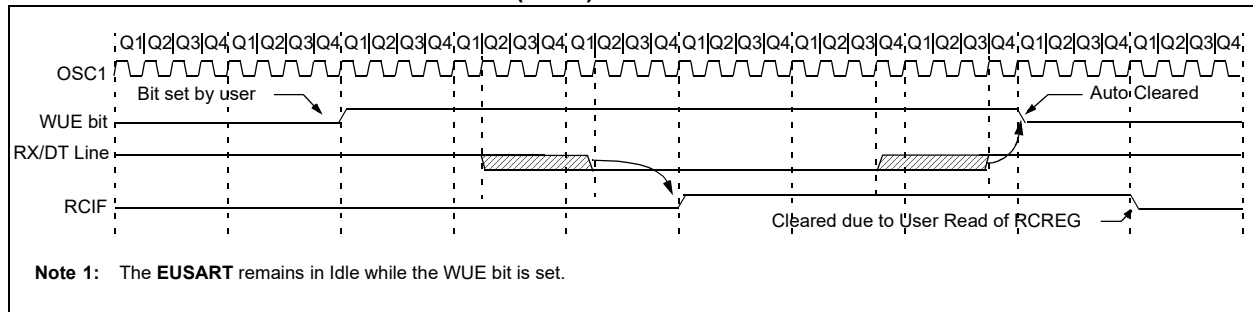 Q1 Q2 Q3 Q4 Q1 Q2 Q3 Q4 Q1 Q2 Q3 Q4 Q1 Q2 Q3 Q4 Q1 Q2 Q3 Q4 Q1 Q2 Q3 Q4 Q1 Q2 Q3 Q4 Q1 Q2 Q3 Q4 Q1 Q2 Q3 Q4 Q1 Q2 Q3 Q4
OSC1
Bit set by user
Auto Cleared
WUE bit
RX/DT Line
RCIF
Cleared due to User Read of RCREG
Note 1: The EUSART remains in Idle while the WUE bit is set.